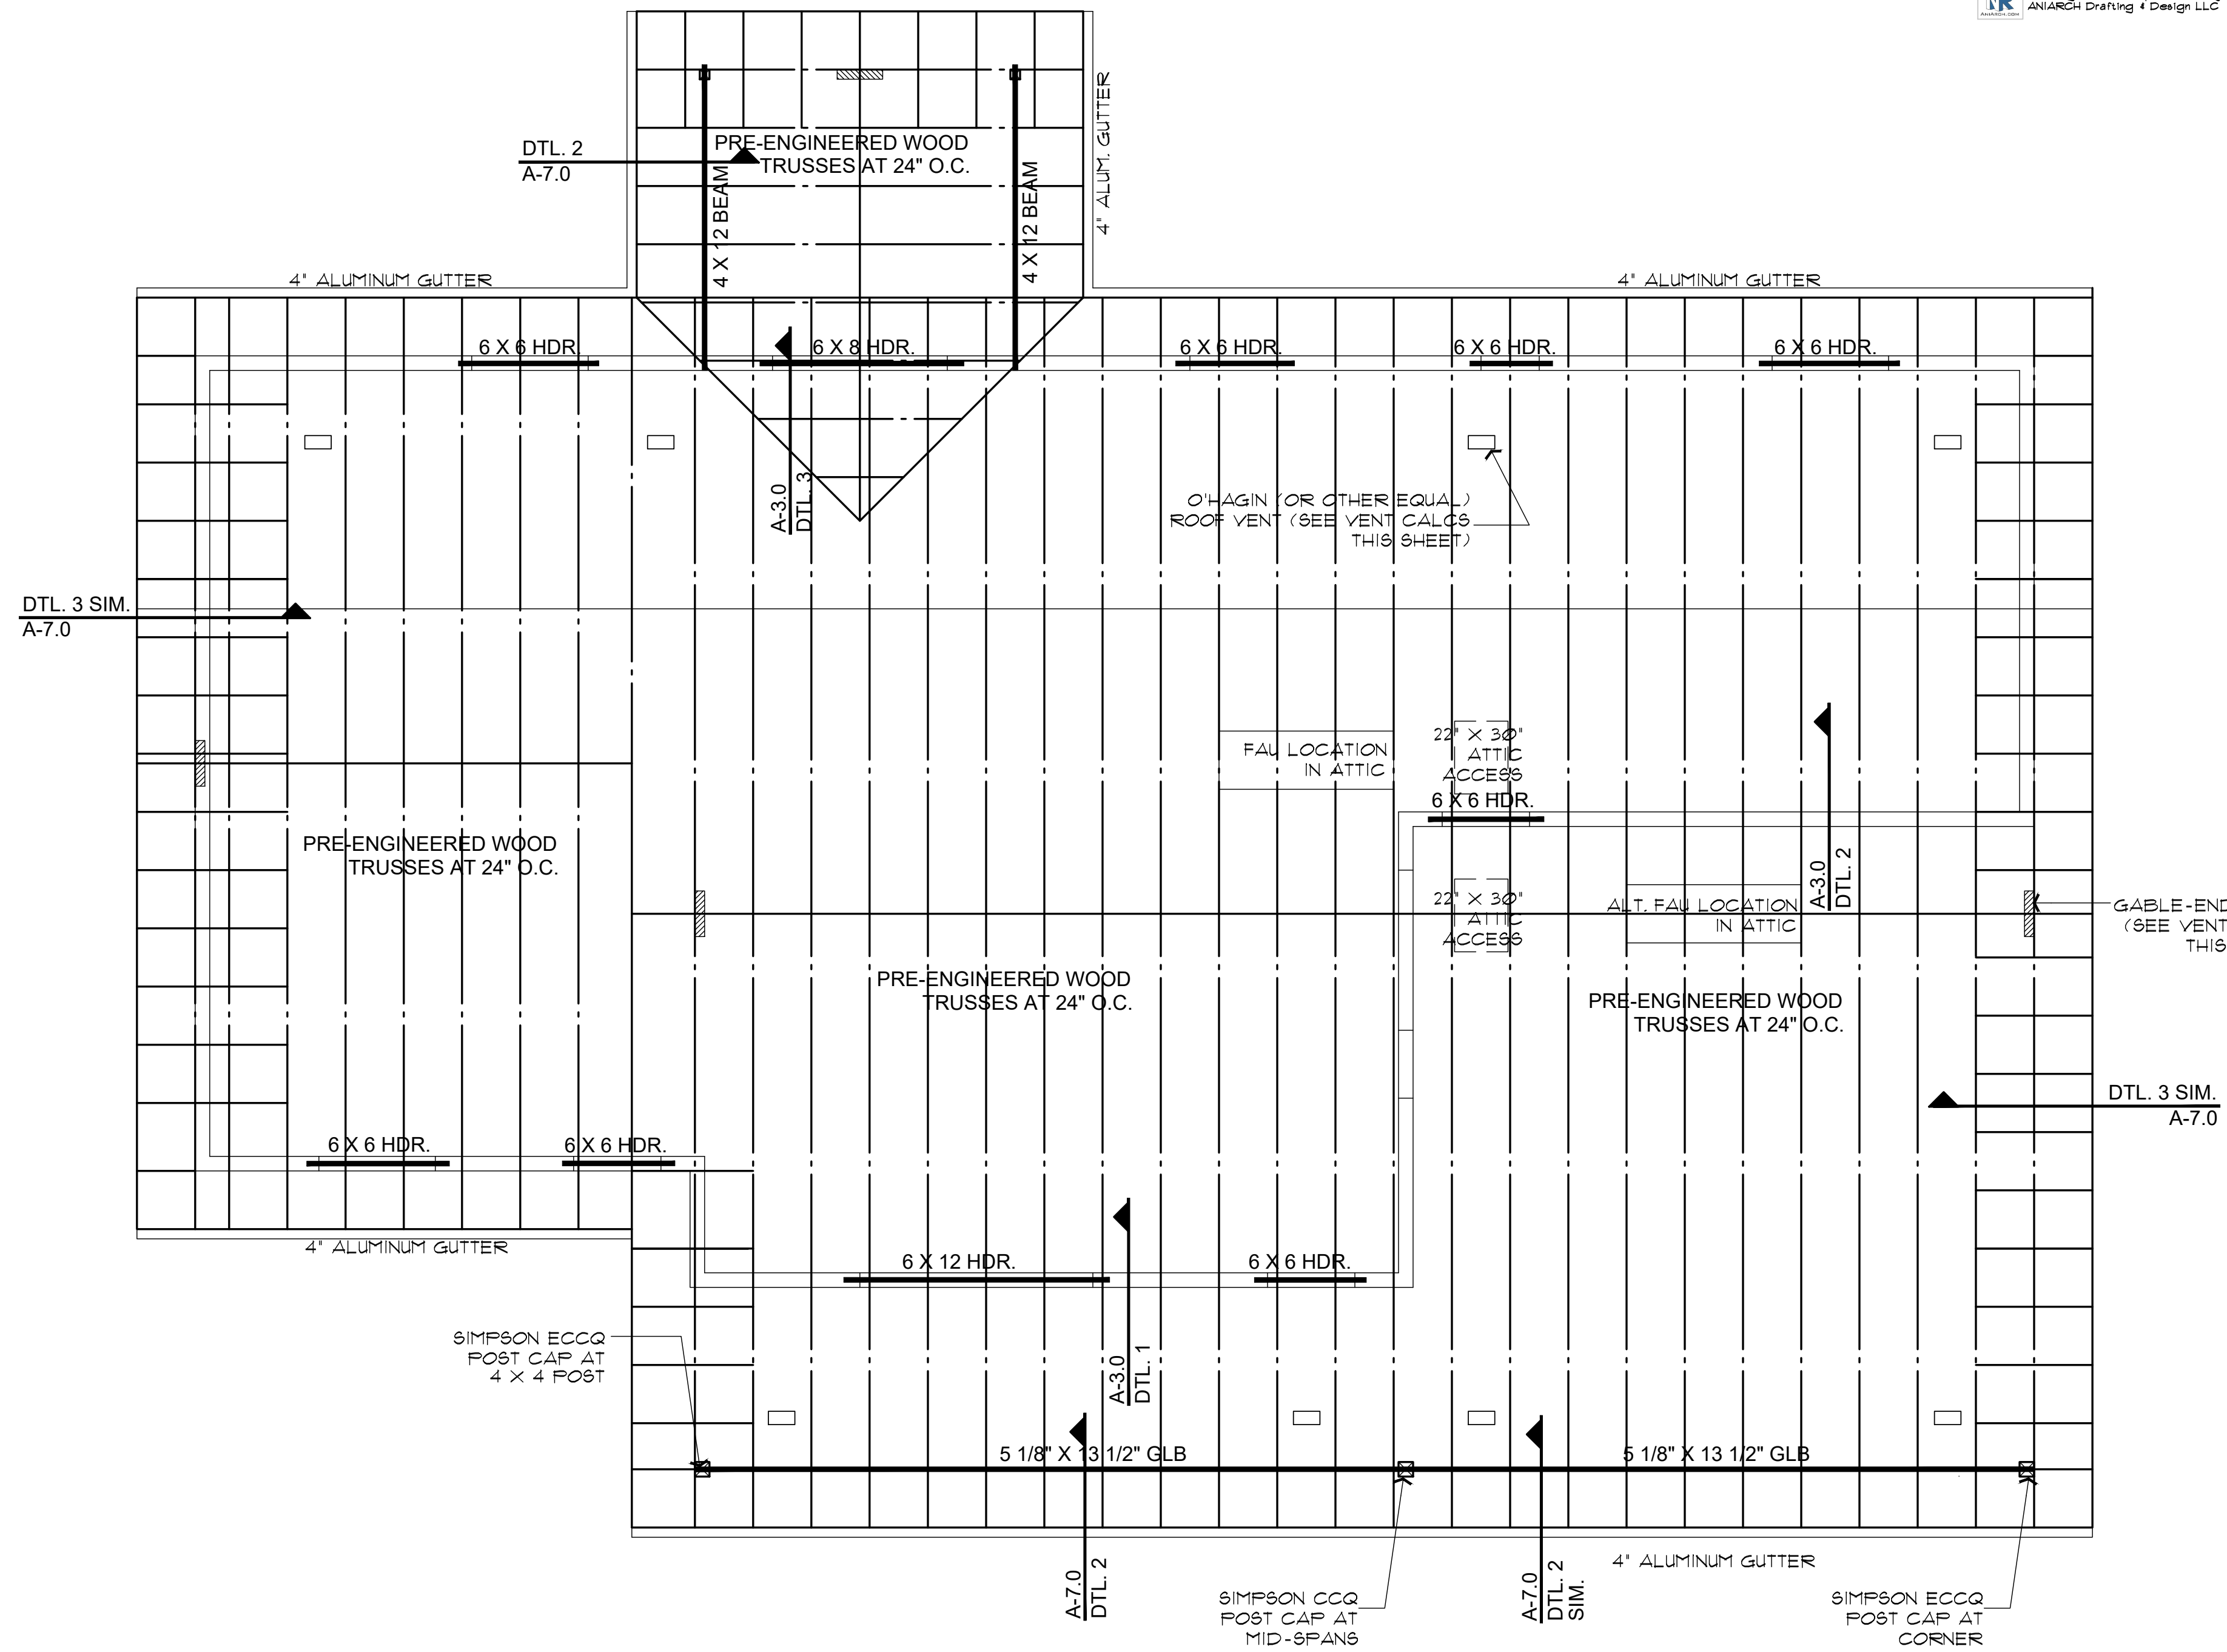 ANIARCH.COM
ANIARCH Drafting & Design LLC
4" ALUM. GUTTER
DTL. 2
A-7.0
PRE-ENGINEERED WOOD
TRUSSES AT 24" O.C.
4 X 12 BEAM
4 X 12 BEAM
4" ALUMINUM GUTTER
4" ALUMINUM GUTTER
6 X 6 HDR.
6 X 8 HDR.
6 X 6 HDR.
6 X 6 HDR.
6 X 6 HDR.
A-3.0
DTL. 3
O'HAGIN (OR OTHER EQUAL)
ROOF VENT (SEE VENT CALCS
THIS SHEET)
DTL. 3 SIM.
A-7.0
FAU LOCATION
IN ATTIC
22" X 30"
ATTIC
ACCESS
6 X 6 HDR.
PRE-ENGINEERED WOOD
TRUSSES AT 24" O.C.
22" X 30"
ATTIC
ACCESS
ALT. FAU LOCATION
IN ATTIC
A-3.0
DTL. 2
GABLE-END
(SEE VENT
THIS
PRE-ENGINEERED WOOD
TRUSSES AT 24" O.C.
PRE-ENGINEERED WOOD
TRUSSES AT 24" O.C.
DTL. 3 SIM.
A-7.0
6 X 6 HDR.
6 X 6 HDR.
4" ALUMINUM GUTTER
6 X 12 HDR.
6 X 6 HDR.
SIMPSON ECCQ
POST CAP AT
4 X 4 POST
A-3.0
DTL. 1
5 1/8" X 13 1/2" GLB
5 1/8" X 13 1/2" GLB
A-7.0
DTL. 2
A-7.0
DTL. 2
SIM.
4" ALUMINUM GUTTER
SIMPSON CCQ
POST CAP AT
MID-SPANS
SIMPSON ECCQ
POST CAP AT
CORNER